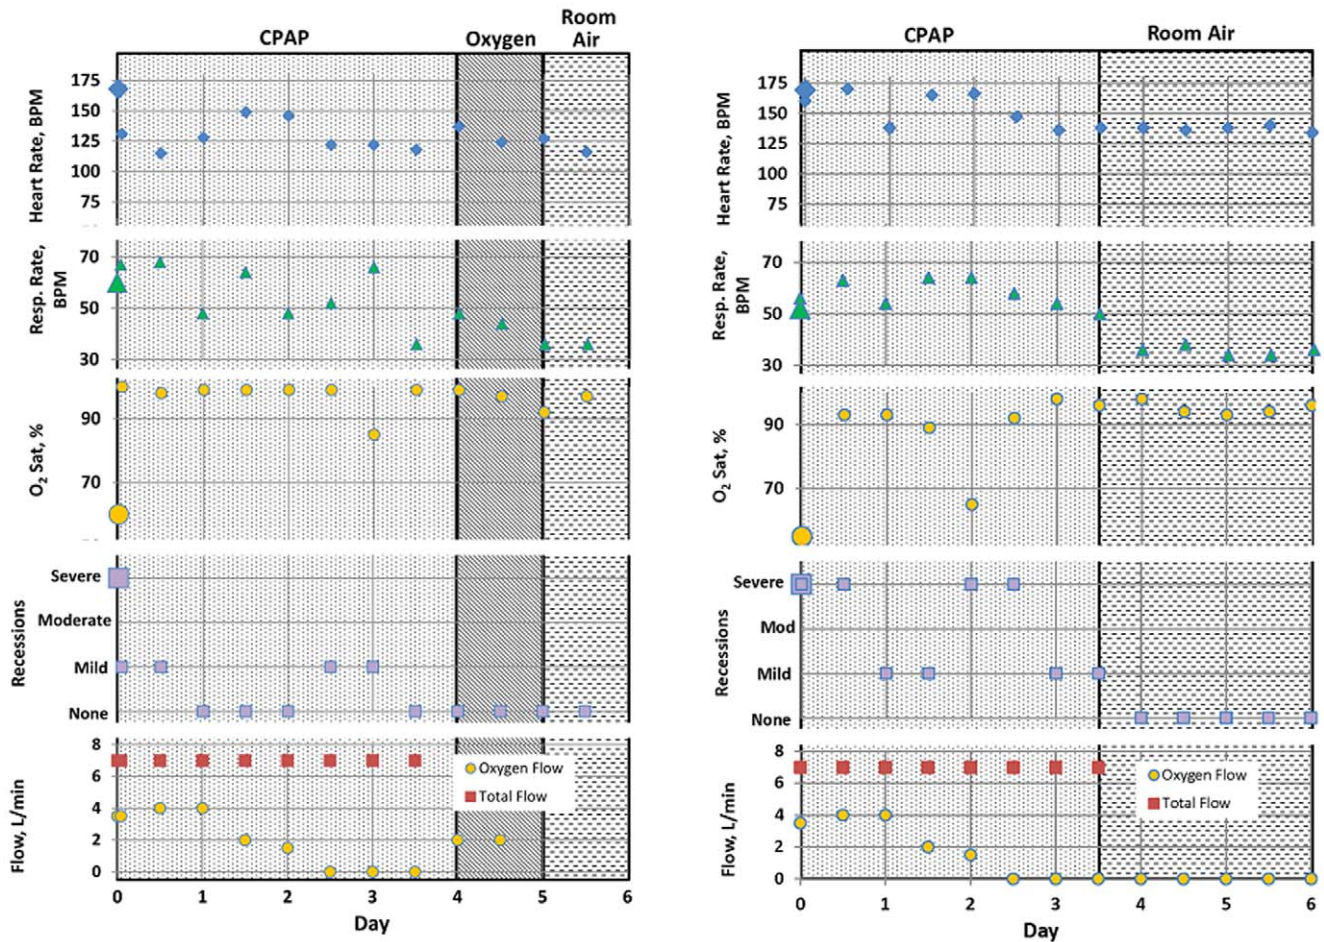 CPAP
Oxygen
Room
Air
Heart Rate, BPM
175
150
125
100
75
Resp. Rate,
BPM
70
50
30
O2 Sat, %
90
70
Recessions
Severe
Moderate
Mild
None
Flow, L/min
8
6
4
2
0
Oxygen Flow
Total Flow
0 1 2 3 4 5 6
Day
CPAP
Room Air
Heart Rate, BPM
175
150
125
100
75
Resp. Rate,
BPM
70
50
30
O2 Sat, %
90
70
Recessions
Severe
Mod
Mild
None
Flow, L/min
8
6
4
2
0
Oxygen Flow
Total Flow
0 1 2 3 4 5 6
Day